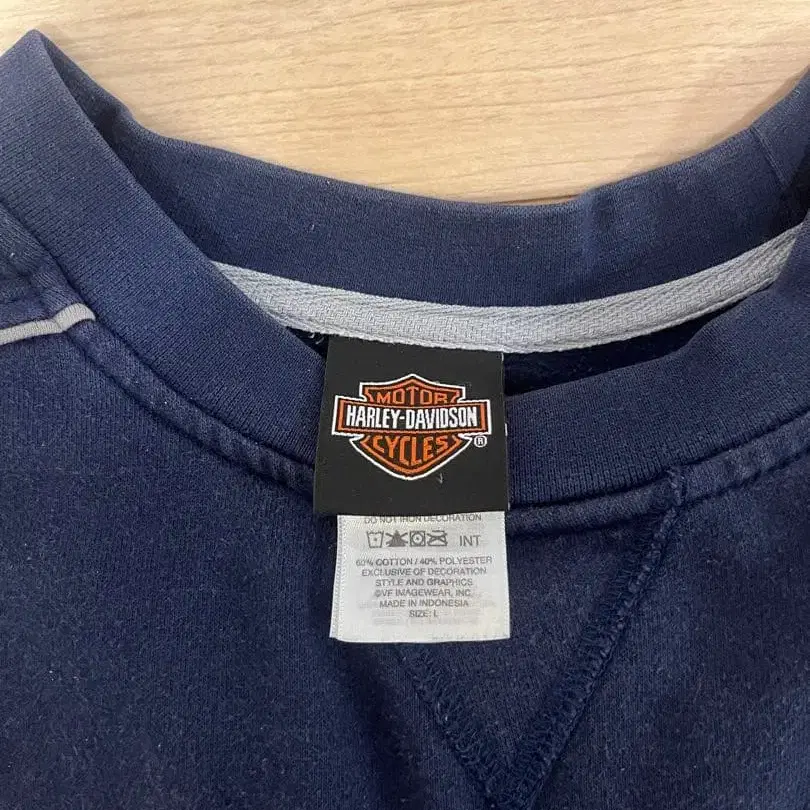 MOTOR
HARLEY-DAVIDSON
CYCLES
®
DO NOT IRON DECORATION
INT
60% COTTON / 40% POLYESTER
EXCLUSIVE OF DECORATION
STYLE AND GRAPHICS
©VF IMAGEWEAR, INC.
MADE IN INDONESIA
SIZE: L